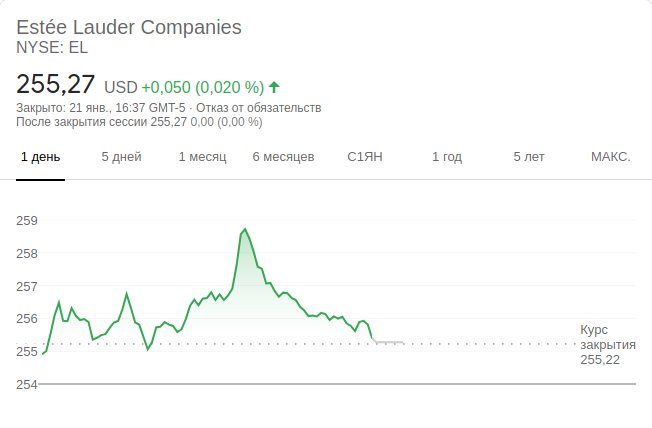 Estée Lauder Companies
NYSE: EL
255,27 USD +0,050 (0,020 %)
Закрыто: 21 янв., 16:37 GMT-5 · Отказ от обязательств
После закрытия сессии 255,27 0,00 (0,00 %)
1 день 5 дней 1 месяц 6 месяцев С1ЯН 1 год 5 лет МАКС.
259
258
257
256
255
254
Курс
закрытия
255,22